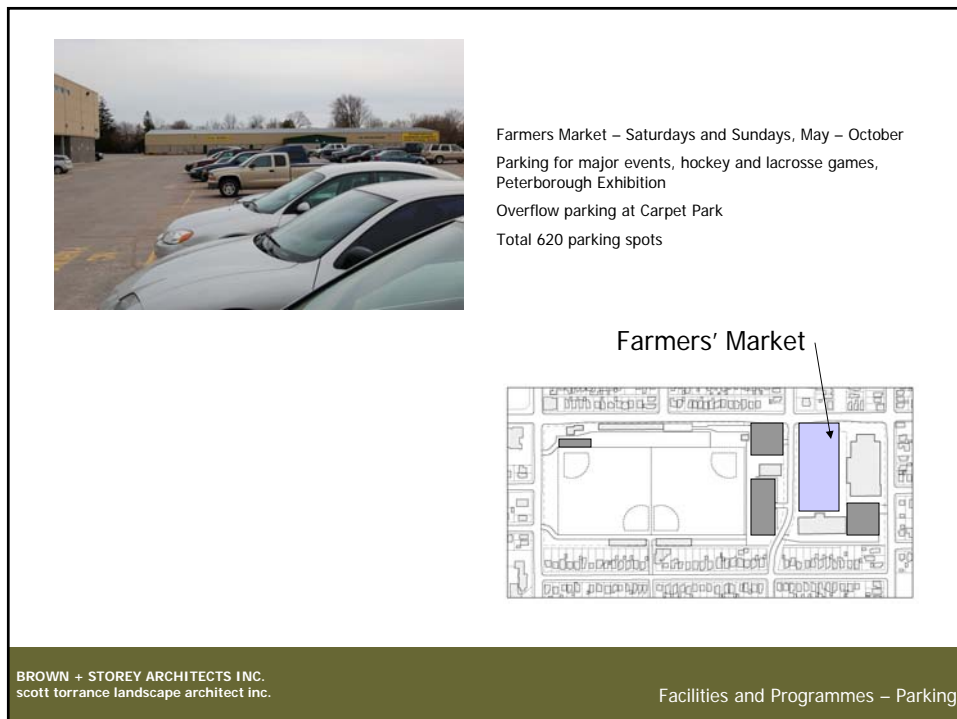 Farmers Market – Saturdays and Sundays, May – October
Parking for major events, hockey and lacrosse games,
Peterborough Exhibition
Overflow parking at Carpet Park
Total 620 parking spots
Farmers’ Market
BROWN + STOREY ARCHITECTS INC.
scott torrance landscape architect inc.
Facilities and Programmes – Parking